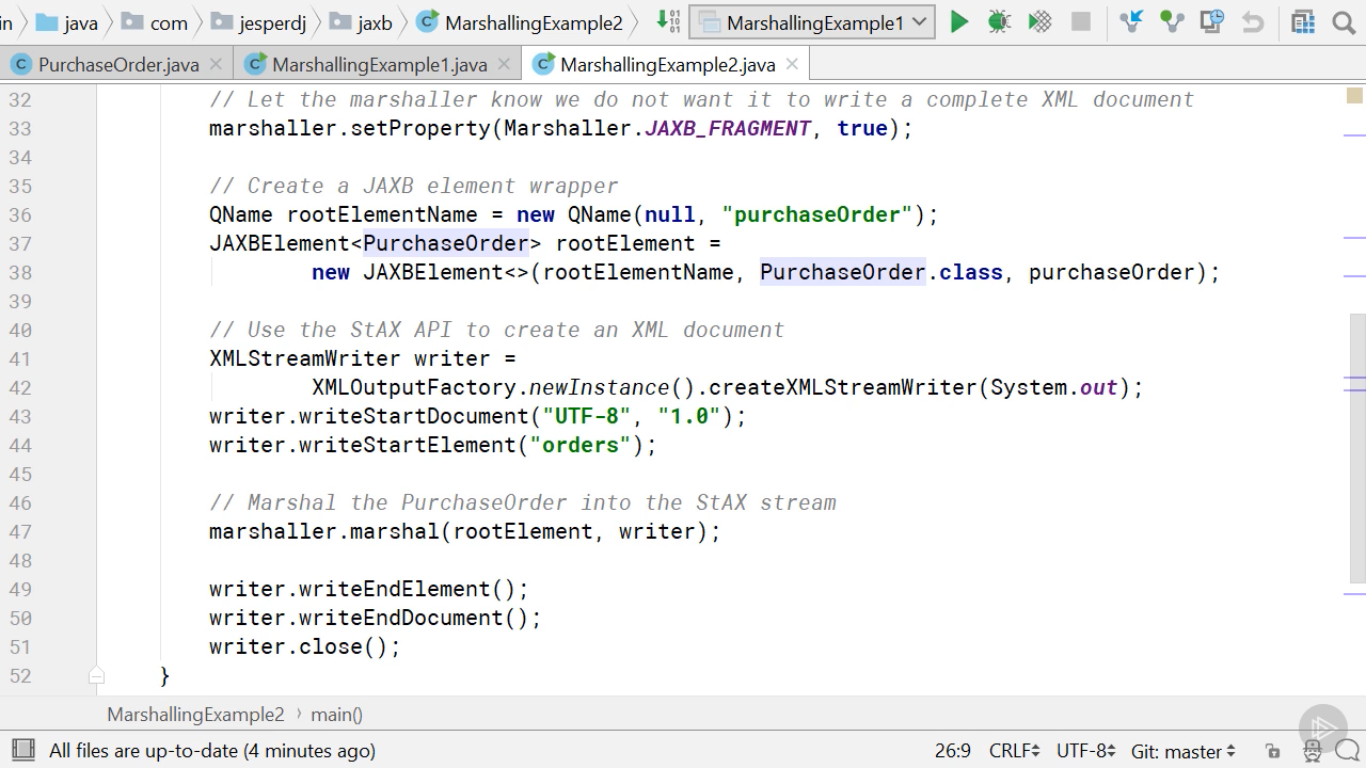 in java com jesperdj jaxb MarshallingExample2 MarshallingExample1
PurchaseOrder.java MarshallingExample1.java MarshallingExample2.java
32 // Let the marshaller know we do not want it to write a complete XML document
33 marshaller.setProperty(Marshaller.JAXB_FRAGMENT, true);
34
35 // Create a JAXB element wrapper
36 QName rootElementName = new QName(null, "purchaseOrder");
37 JAXBElement<PurchaseOrder> rootElement =
38 new JAXBElement<>(rootElementName, PurchaseOrder.class, purchaseOrder);
39
40 // Use the StAX API to create an XML document
41 XMLStreamWriter writer =
42 XMLOutputFactory.newInstance().createXMLStreamWriter(System.out);
43 writer.writeStartDocument("UTF-8", "1.0");
44 writer.writeStartElement("orders");
45
46 // Marshal the PurchaseOrder into the StAX stream
47 marshaller.marshal(rootElement, writer);
48
49 writer.writeEndElement();
50 writer.writeEndDocument();
51 writer.close();
52 }
MarshallingExample2 › main()
All files are up-to-date (4 minutes ago) 26:9 CRLF UTF-8 Git: master